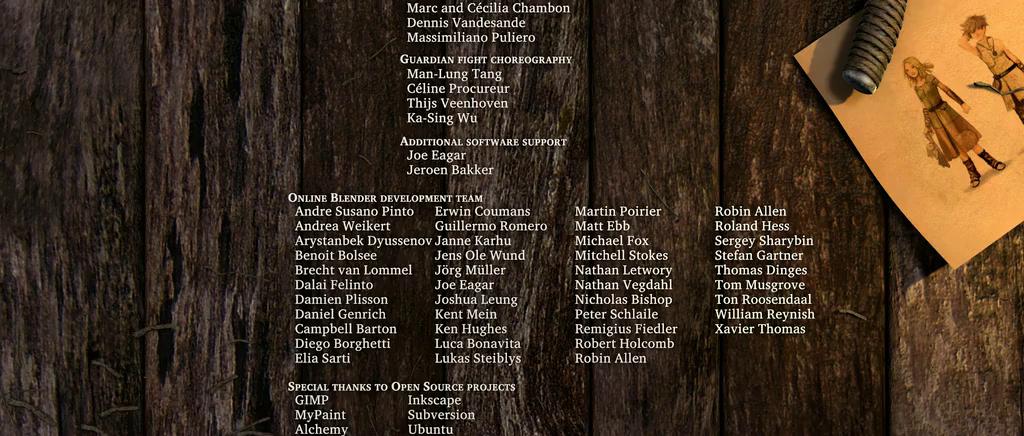 Marc and Cécilia Chambon
Dennis Vandesande
Massimiliano Puliero
Guardian fight choreography
Man-Lung Tang
Céline Procureur
Thijs Veenhoven
Ka-Sing Wu
Additional software support
Joe Eagar
Jeroen Bakker
Online Blender development team
Andre Susano Pinto
Andrea Weikert
Arystanbek Dyussenov
Benoit Bolsee
Brecht van Lommel
Dalai Felinto
Damien Plisson
Daniel Genrich
Campbell Barton
Diego Borghetti
Elia Sarti
Erwin Coumans
Guillermo Romero
Janne Karhu
Jens Ole Wund
Jörg Müller
Joe Eagar
Joshua Leung
Kent Mein
Ken Hughes
Luca Bonavita
Lukas Steiblys
Martin Poirier
Matt Ebb
Michael Fox
Mitchell Stokes
Nathan Letwory
Nathan Vegdahl
Nicholas Bishop
Peter Schlaile
Remigius Fiedler
Robert Holcomb
Robin Allen
Robin Allen
Roland Hess
Sergey Sharybin
Stefan Gartner
Thomas Dinges
Tom Musgrove
Ton Roosendaal
William Reynish
Xavier Thomas
Special thanks to Open Source projects
GIMP
MyPaint
Alchemy
Inkscape
Subversion
Ubuntu